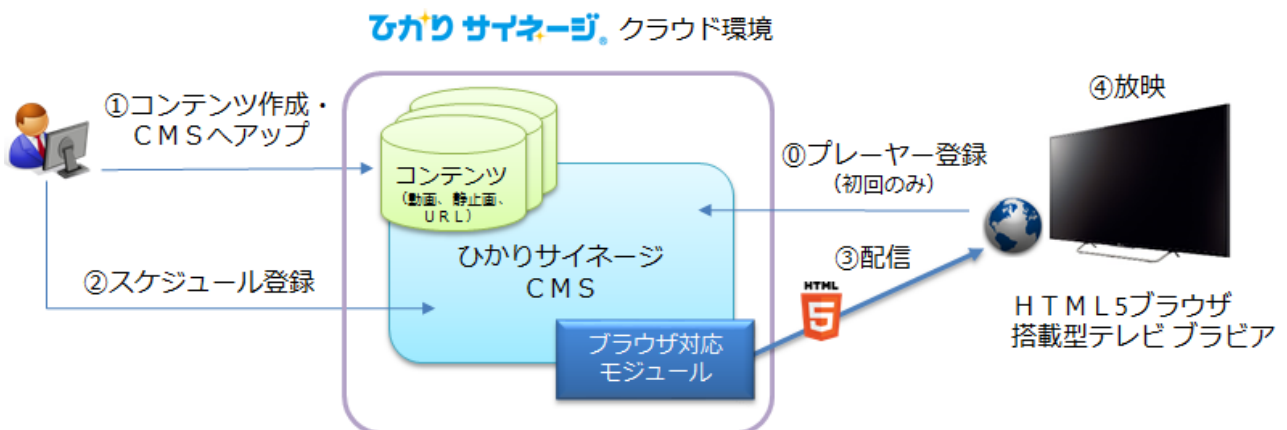 ひかりサイネージ® クラウド環境
①コンテンツ作成・
ＣＭＳへアップ
②スケジュール登録
コンテンツ
（動画、静止画、
ＵＲＬ）
ひかりサイネージ
ＣＭＳ
ブラウザ対応
モジュール
⓪プレーヤー登録
（初回のみ）
③配信
HTML
5
④放映
ＨＴＭＬ5ブラウザ
搭載型テレビ ブラビア